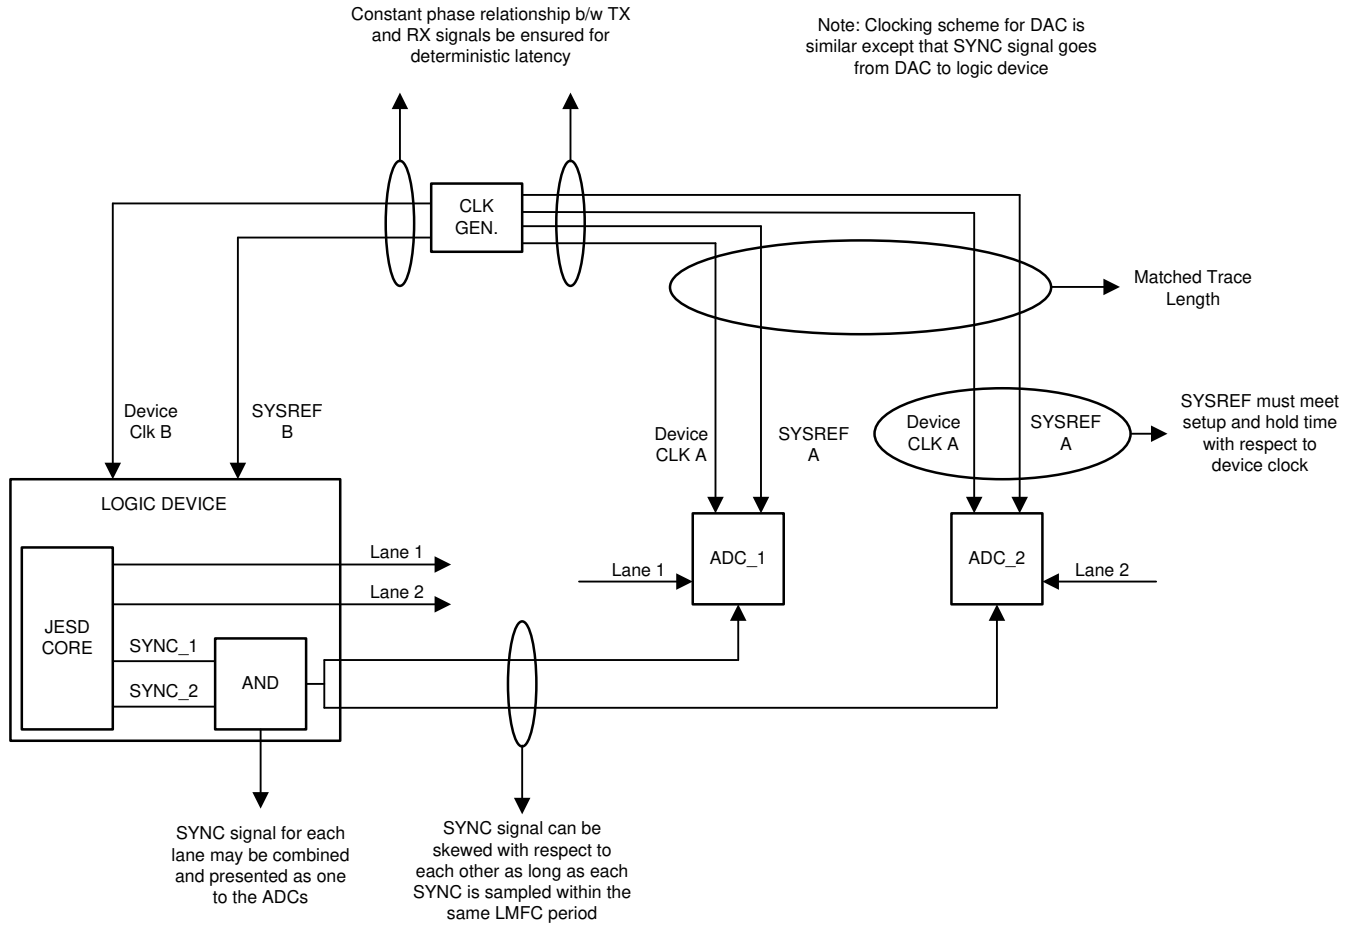 Constant phase relationship b/w TX
and RX signals be ensured for
deterministic latency
Note: Clocking scheme for DAC is
similar except that SYNC signal goes
from DAC to logic device
CLK
GEN.
Matched Trace
Length
Device
Clk B
SYSREF
B
Device
CLK A
SYSREF
A
Device
CLK A
SYSREF
A
SYSREF must meet
setup and hold time
with respect to
device clock
LOGIC DEVICE
Lane 1
Lane 2
JESD
CORE
SYNC_1
SYNC_2
AND
Lane 1
ADC_1
ADC_2
Lane 2
SYNC signal for each
lane may be combined
and presented as one
to the ADCs
SYNC signal can be
skewed with respect to
each other as long as each
SYNC is sampled within the
same LMFC period